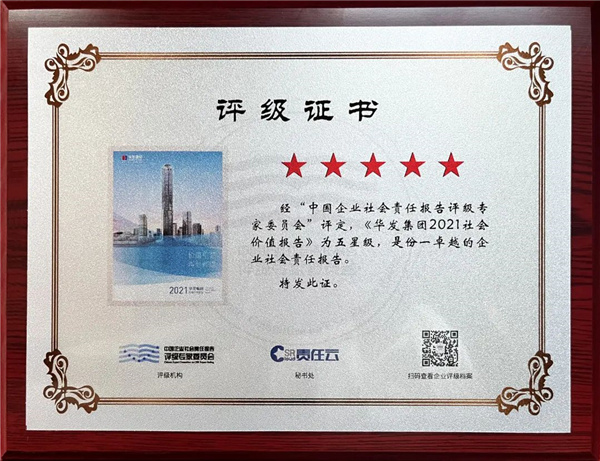 评级证书
经“中国企业社会责任报告评级专
家委员会”评定，《华发集团2021社会
价值报告》为五星级，是份一卓越的企
业社会责任报告。
特发此证。
2021
中国企业社会责任报告
评级专家委员会
评级机构
CSR责任云
秘书处
扫码查看企业评级档案